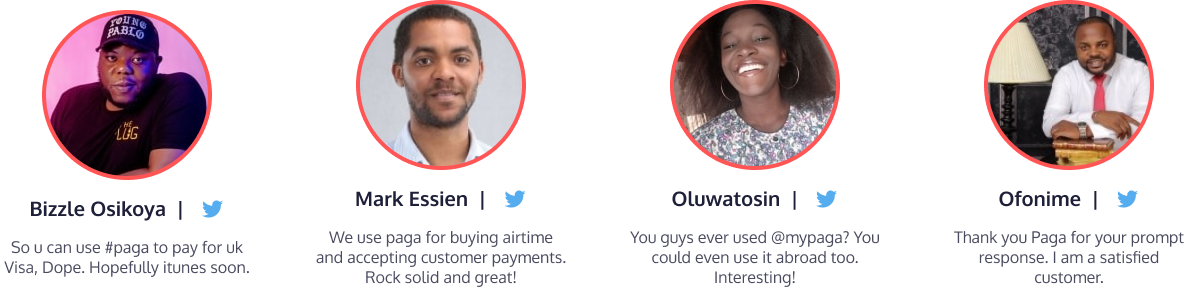 YOUNG
PABLO
THE
Bizzle Osikoya |
So u can use #paga to pay for uk
Visa, Dope. Hopefully itunes soon.
Mark Essien |
We use paga for buying airtime
and accepting customer payments.
Rock solid and great!
Oluwatosin |
You guys ever used @mypaga? You
could even use it abroad too.
Interesting!
Ofonime |
Thank you Paga for your prompt
response. I am a satisfied
customer.